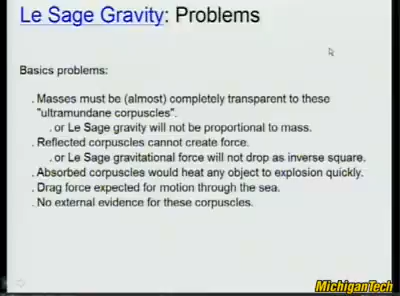 Le Sage Gravity: Problems
Basics problems:
. Masses must be (almost) completely transparent to these
"ultramundane corpuscles".
. or Le Sage gravity will not be proportional to mass.
. Reflected corpuscles cannot create force.
. or Le Sage gravitational force will not drop as inverse square.
. Absorbed corpuscles would heat any object to explosion quickly.
. Drag force expected for motion through the sea.
. No external evidence for these corpuscles.
MichiganTech